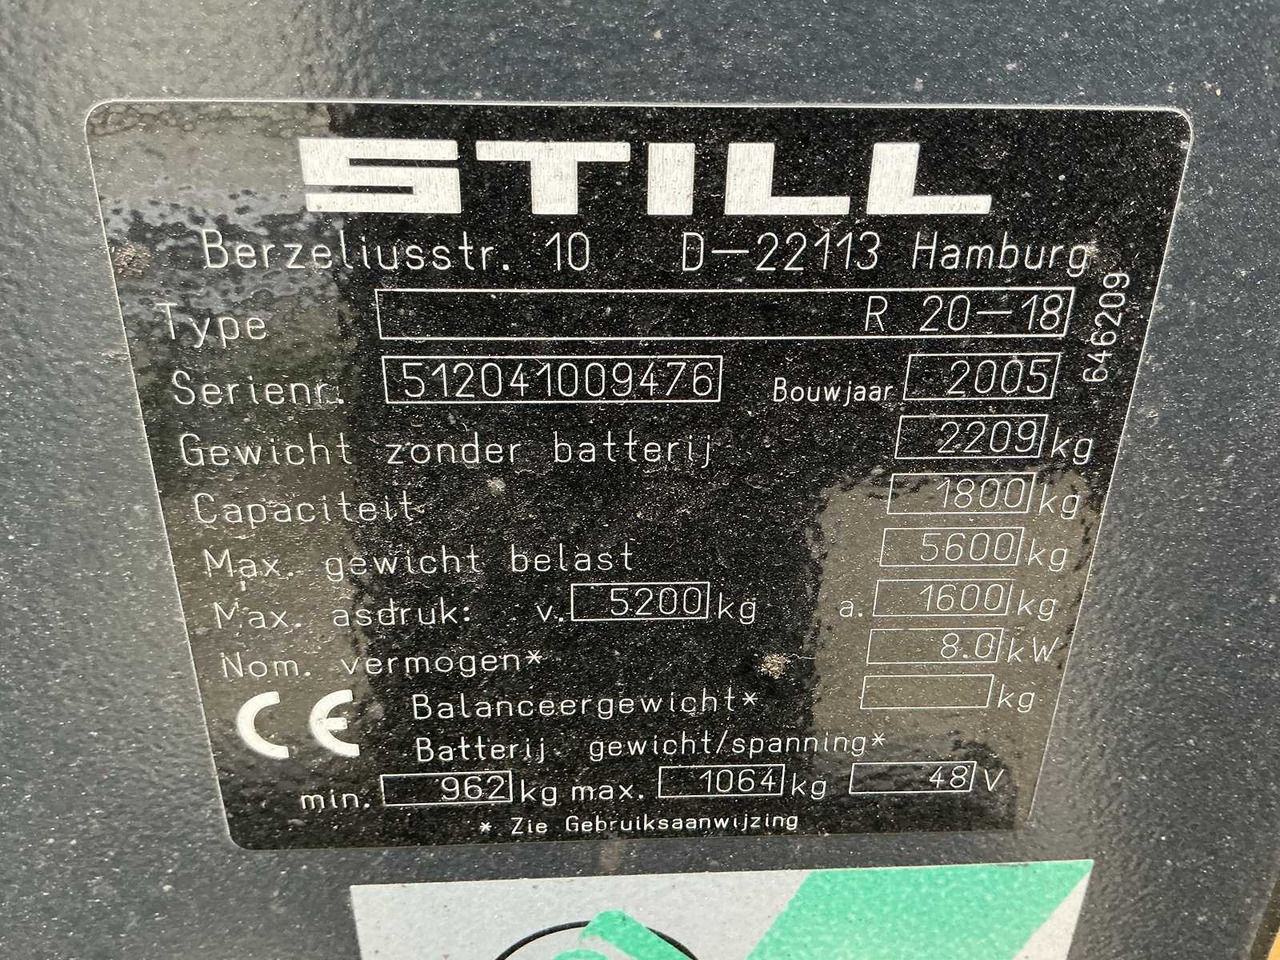 STILL
Berzeliusstr. 10 D-22113 Hamburg
Type R 20-18
646209
Serienr. 512041009476 Bouwjaar 2005
Gewicht zonder batterij 2209 kg
Capaciteit 1800 kg
Max. gewicht belast 5600 kg
Max. asdruk: v. 5200 kg a. 1600 kg
Nom. vermogen* 8.0 kW
CE
Balanceergewicht* kg
Batterij gewicht/spanning*
min. 962 kg max. 1064 kg 48 V
* Zie Gebruiksaanwijzing